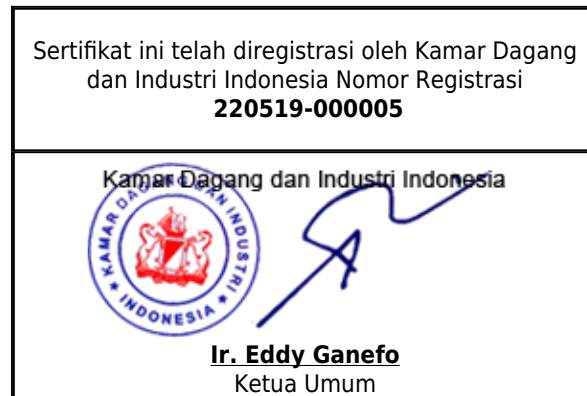 Sertifikat ini telah diregistrasi oleh Kamar Dagang
dan Industri Indonesia Nomor Registrasi
220519-000005
Kamar Dagang dan Industri Indonesia
KAMAR DAGANG DAN INDUSTRI
INDONESIA
Ir. Eddy Ganefo
Ketua Umum